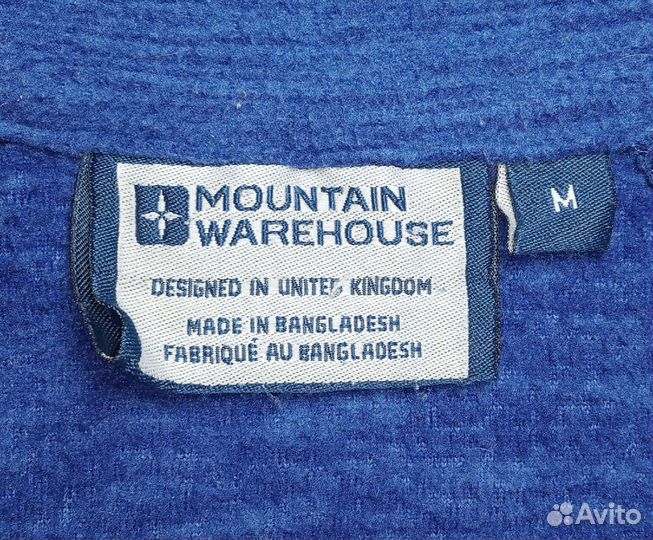 MOUNTAIN
WAREHOUSE
M
DESIGNED IN UNITED KINGDOM
MADE IN BANGLADESH
FABRIQUÉ AU BANGLADESH
Avito